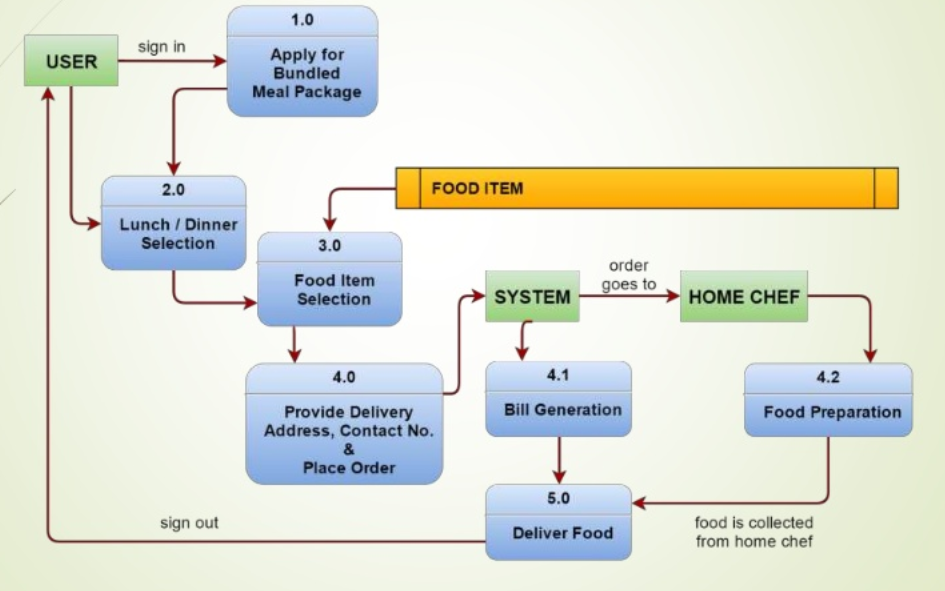 1.0
USER
sign in
Apply for
Bundled
Meal Package
2.0
Lunch / Dinner
Selection
FOOD ITEM
3.0
Food Item
Selection
SYSTEM
order
goes to
HOME CHEF
4.0
Provide Delivery
Address, Contact No.
&
Place Order
4.1
Bill Generation
4.2
Food Preparation
5.0
Deliver Food
sign out
food is collected
from home chef